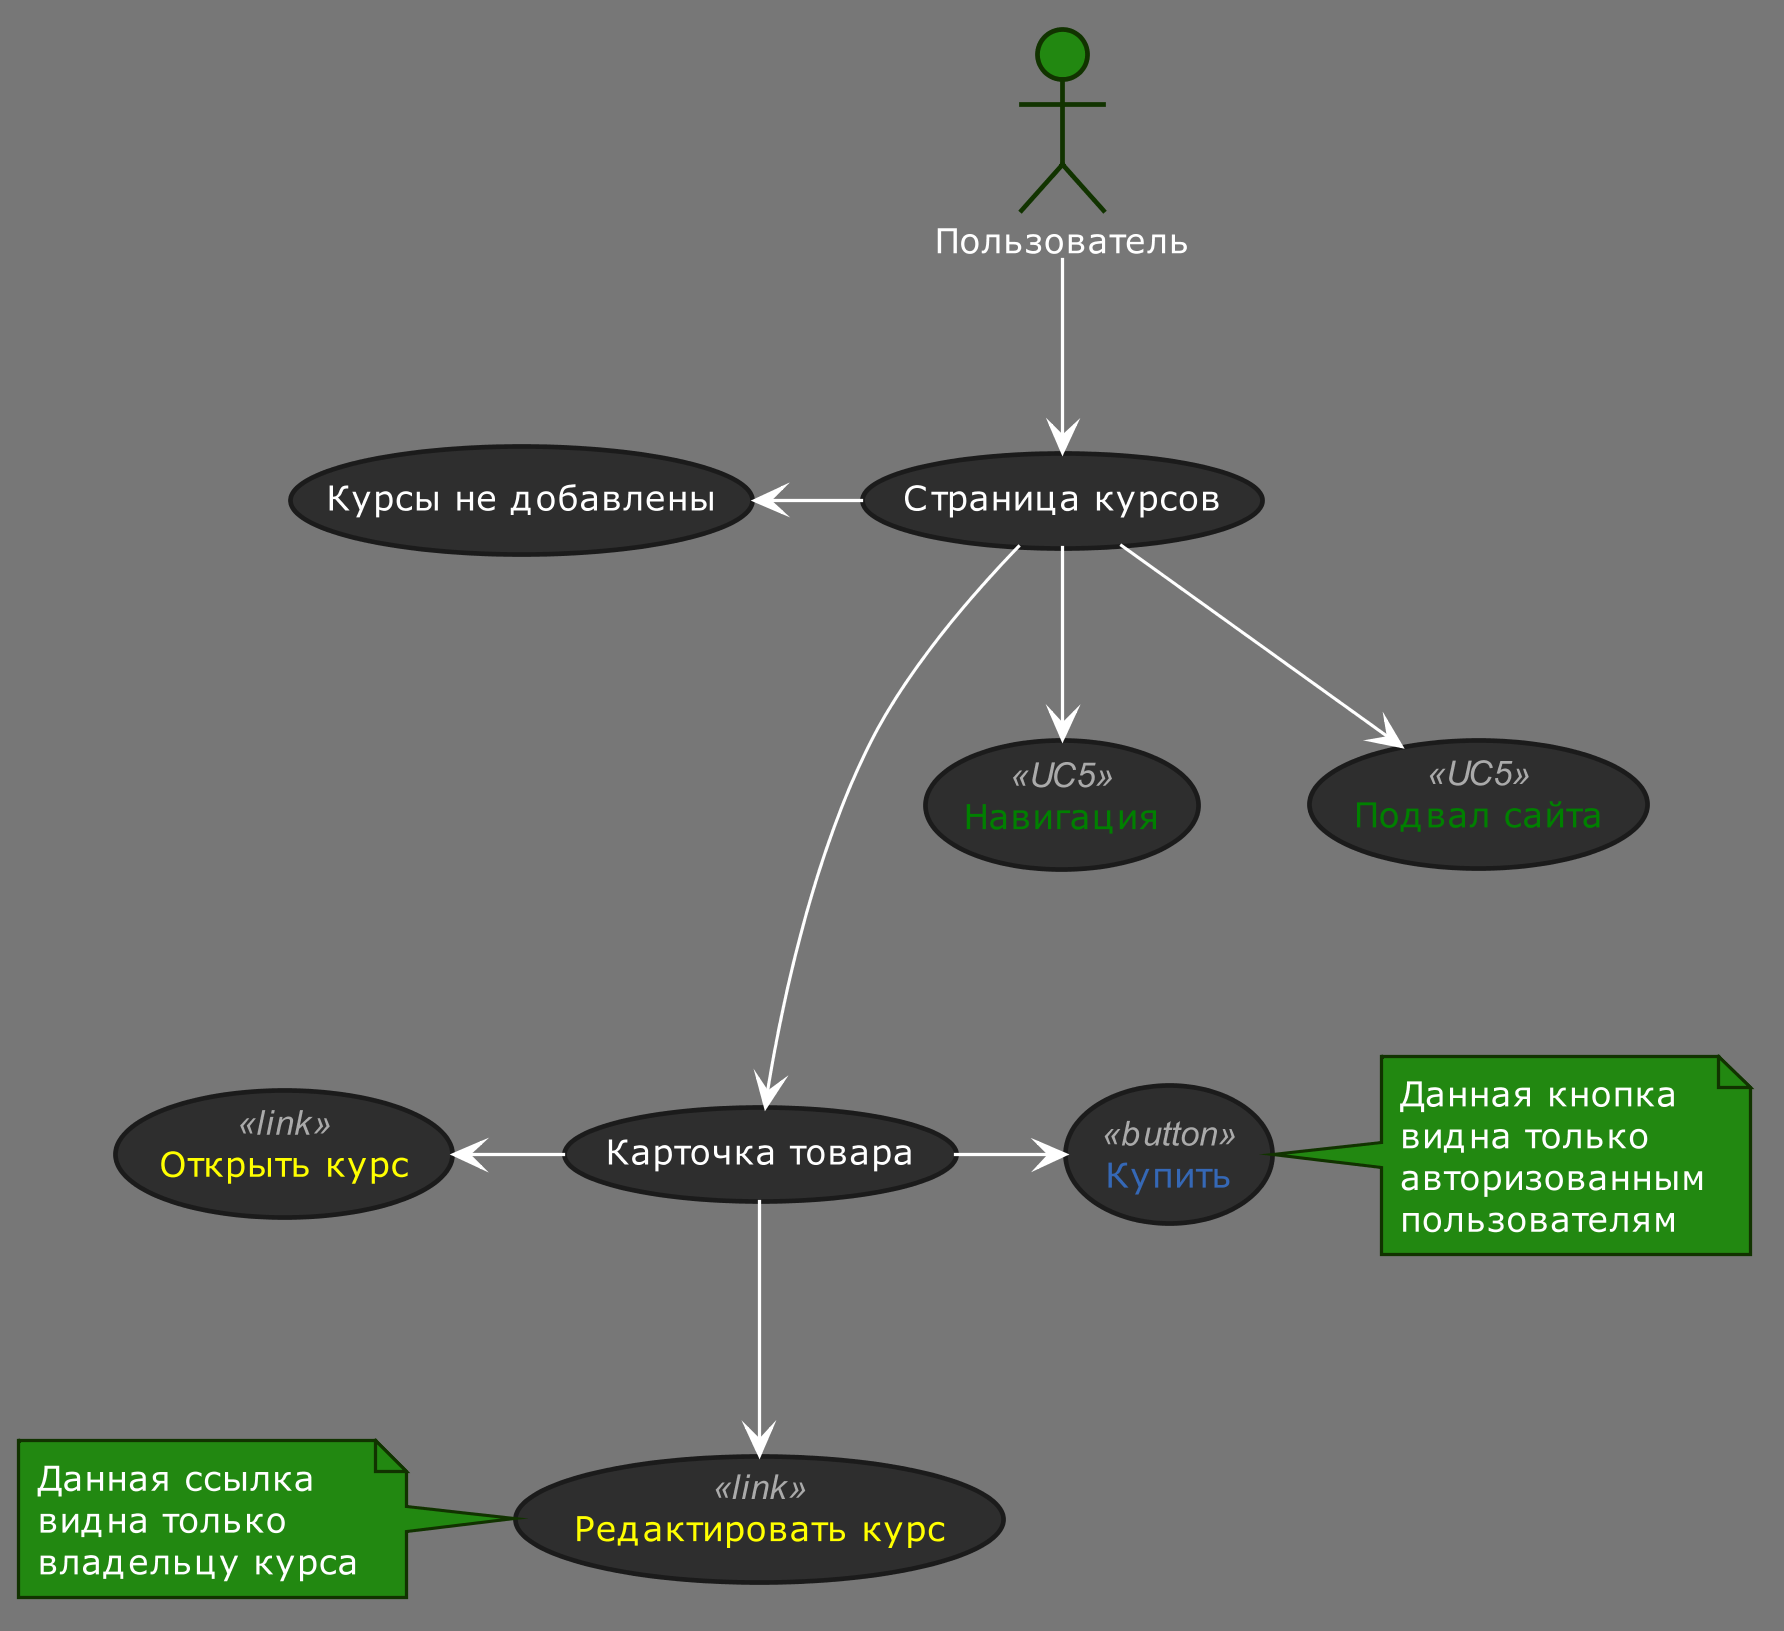 Пользователь
Курсы не добавлены
Страница курсов
«UC5»
Навигация
«UC5»
Подвал сайта
«link»
Открыть курс
Карточка товара
«button»
Купить
Данная кнопка
видна только
авторизованным
пользователям
Данная ссылка
видна только
владельцу курса
«link»
Редактировать курс